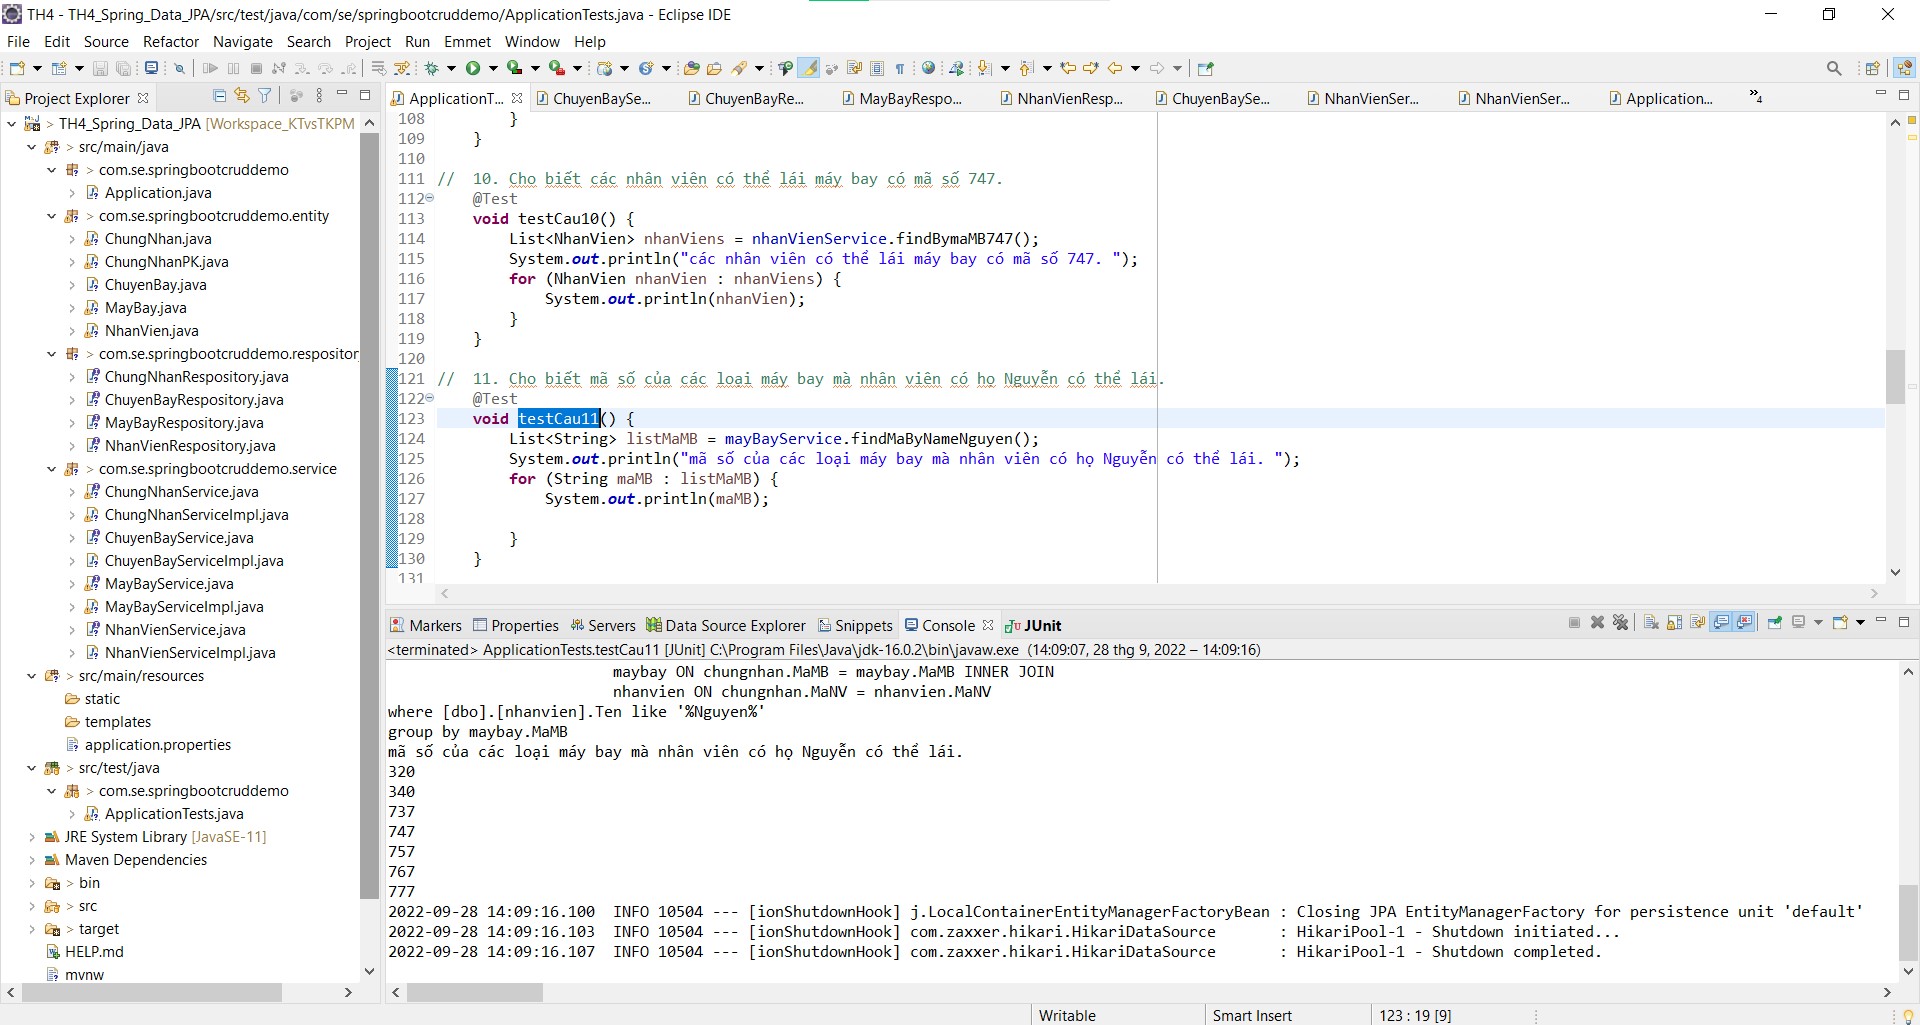 TH4 - TH4_Spring_Data_JPA/src/test/java/com/se/springbootcruddemo/ApplicationTests.java - Eclipse IDE
File Edit Source Refactor Navigate Search Project Run Emmet Window Help
Project Explorer
> TH4_Spring_Data_JPA [Workspace_KTvsTKPM
> src/main/java
> com.se.springbootcruddemo
Application.java
> com.se.springbootcruddemo.entity
ChungNhan.java
ChungNhanPK.java
ChuyenBay.java
MayBay.java
NhanVien.java
> com.se.springbootcruddemo.respositor
ChungNhanRespository.java
ChuyenBayRespository.java
MayBayRespository.java
NhanVienRespository.java
> com.se.springbootcruddemo.service
ChungNhanService.java
ChungNhanServiceImpl.java
ChuyenBayService.java
ChuyenBayServiceImpl.java
MayBayService.java
MayBayServiceImpl.java
NhanVienService.java
NhanVienServiceImpl.java
> src/main/resources
static
templates
application.properties
> src/test/java
> com.se.springbootcruddemo
ApplicationTests.java
JRE System Library [JavaSE-11]
Maven Dependencies
> bin
> src
> target
HELP.md
mvnw
ApplicationT... ChuyenBaySe... ChuyenBayRe... MayBayRespo... NhanVienResp... ChuyenBaySe... NhanVienSer... NhanVienSer... Application... »4
108 }
109 }
110
111 // 10. Cho biết các nhân viên có thể lái máy bay có mã số 747.
112 @Test
113 void testCau10() {
114 List<NhanVien> nhanViens = nhanVienService.findBymaMB747();
115 System.out.println("các nhân viên có thể lái máy bay có mã số 747. ");
116 for (NhanVien nhanVien : nhanViens) {
117 System.out.println(nhanVien);
118 }
119 }
120
121 // 11. Cho biết mã số của các loại máy bay mà nhân viên có họ Nguyễn có thể lái.
122 @Test
123 void testCau11() {
124 List<String> listMaMB = mayBayService.findMaByNameNguyen();
125 System.out.println("mã số của các loại máy bay mà nhân viên có họ Nguyễn có thể lái. ");
126 for (String maMB : listMaMB) {
127 System.out.println(maMB);
128
129 }
130 }
131
Markers Properties Servers Data Source Explorer Snippets Console JUnit
<terminated> ApplicationTests.testCau11 [JUnit] C:\Program Files\Java\jdk-16.0.2\bin\javaw.exe (14:09:07, 28 thg 9, 2022 – 14:09:16)
maybay ON chungnhan.MaMB = maybay.MaMB INNER JOIN
nhanvien ON chungnhan.MaNV = nhanvien.MaNV
where [dbo].[nhanvien].Ten like '%Nguyen%'
group by maybay.MaMB
mã số của các loại máy bay mà nhân viên có họ Nguyễn có thể lái.
320
340
737
747
757
767
777
2022-09-28 14:09:16.100 INFO 10504 --- [ionShutdownHook] j.LocalContainerEntityManagerFactoryBean : Closing JPA EntityManagerFactory for persistence unit 'default'
2022-09-28 14:09:16.103 INFO 10504 --- [ionShutdownHook] com.zaxxer.hikari.HikariDataSource : HikariPool-1 - Shutdown initiated...
2022-09-28 14:09:16.107 INFO 10504 --- [ionShutdownHook] com.zaxxer.hikari.HikariDataSource : HikariPool-1 - Shutdown completed.
Writable Smart Insert 123 : 19 [9]